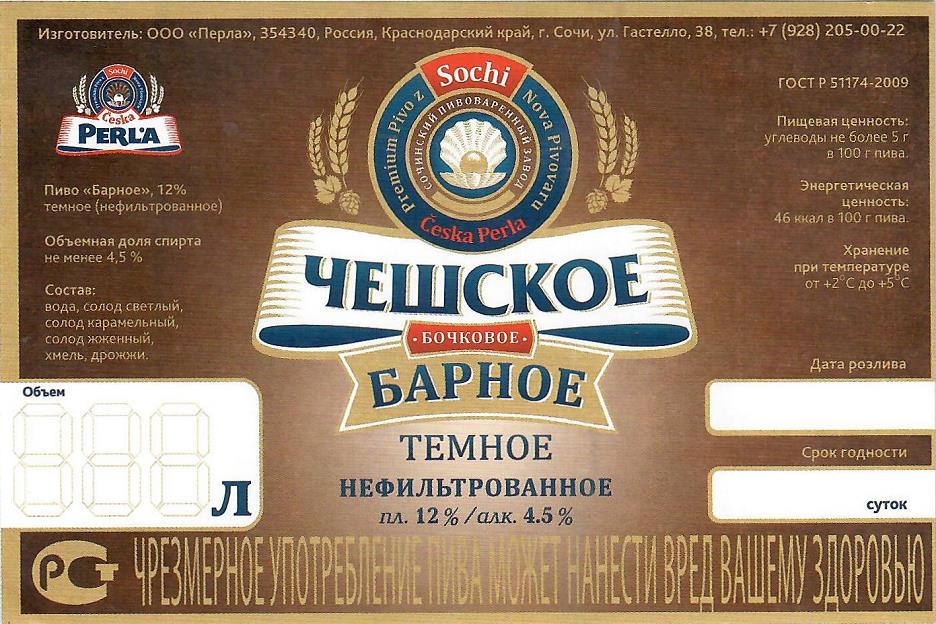 Изготовитель: ООО «Перла», 354340, Россия, Краснодарский край, г. Сочи, ул. Гастелло, 38, тел.: +7 (928) 205-00-22
Česka
PERL'A
Пиво «Барное», 12%
темное (нефильтрованное)
Объемная доля спирта
не менее 4,5 %
Состав:
вода, солод светлый,
солод карамельный,
солод жженный,
хмель, дрожжи.
Объем
Л
Sochi
Premium Pivo z
Nova Pivovaru
СОЧИНСКИЙ ПИВОВАРЕННЫЙ ЗАВОД
Česka Perla
ЧЕШСКОЕ
· БОЧКОВОЕ ·
БАРНОЕ
ТЕМНОЕ
НЕФИЛЬТРОВАННОЕ
пл. 12 % / алк. 4.5 %
ГОСТ Р 51174-2009
Пищевая ценность:
углеводы не более 5 г
в 100 г пива.
Энергетическая
ценность:
46 ккал в 100 г пива.
Хранение
при температуре
от +2°С до +5°С
Дата розлива
Срок годности
суток
РСТ
ЧРЕЗМЕРНОЕ УПОТРЕБЛЕНИЕ ПИВА МОЖЕТ НАНЕСТИ ВРЕД ВАШЕМУ ЗДОРОВЬЮ